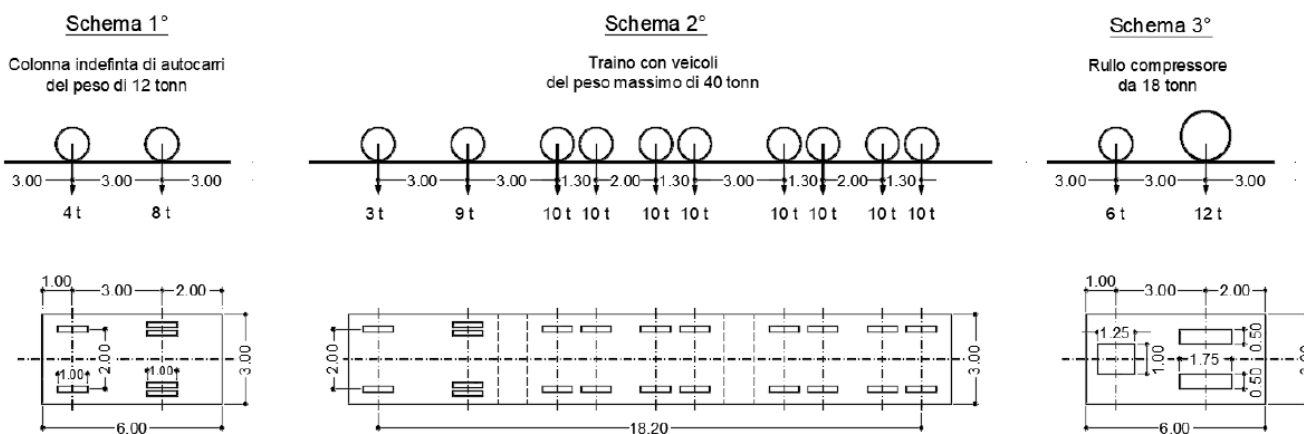 Schema 1°
Colonna indefinta di autocarri
del peso di 12 tonn
3.00 3.00 3.00
4 t 8 t
1.00 3.00 2.00
2.00
3.00
1.00 1.00
6.00
Schema 2°
Traino con veicoli
del peso massimo di 40 tonn
3.00 3.00 1.30 2.00 1.30 3.00 1.30 2.00 1.30
3 t 9 t 10 t 10 t 10 t 10 t 10 t 10 t 10 t 10 t
2.00
3.00
18.20
Schema 3°
Rullo compressore
da 18 tonn
3.00 3.00 3.00
6 t 12 t
1.00 3.00 2.00
1.25
1.00
1.75
0.50
0.50
6.00